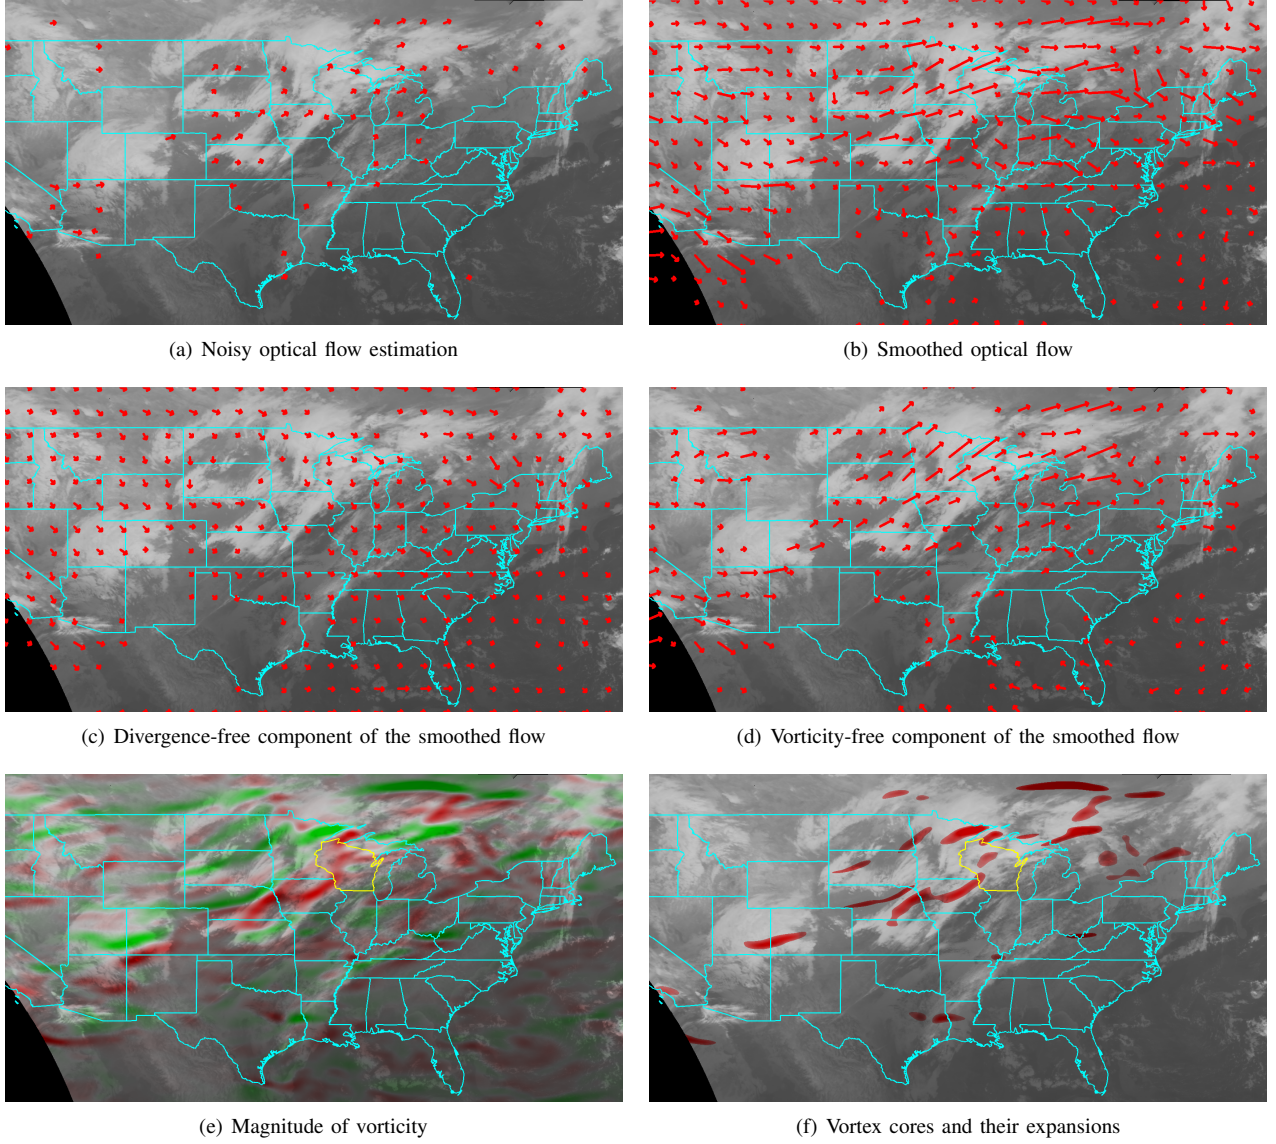 (a) Noisy optical flow estimation
(b) Smoothed optical flow
(c) Divergence-free component of the smoothed flow
(d) Vorticity-free component of the smoothed flow
(e) Magnitude of vorticity
(f) Vortex cores and their expansions